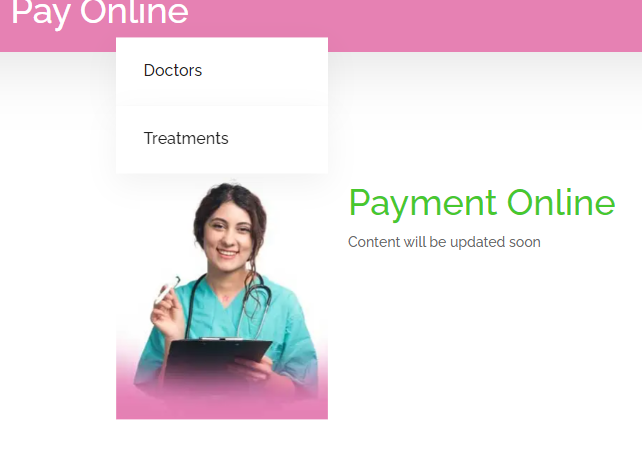 Pay Online
Doctors
Treatments
Payment Online
Content will be updated soon